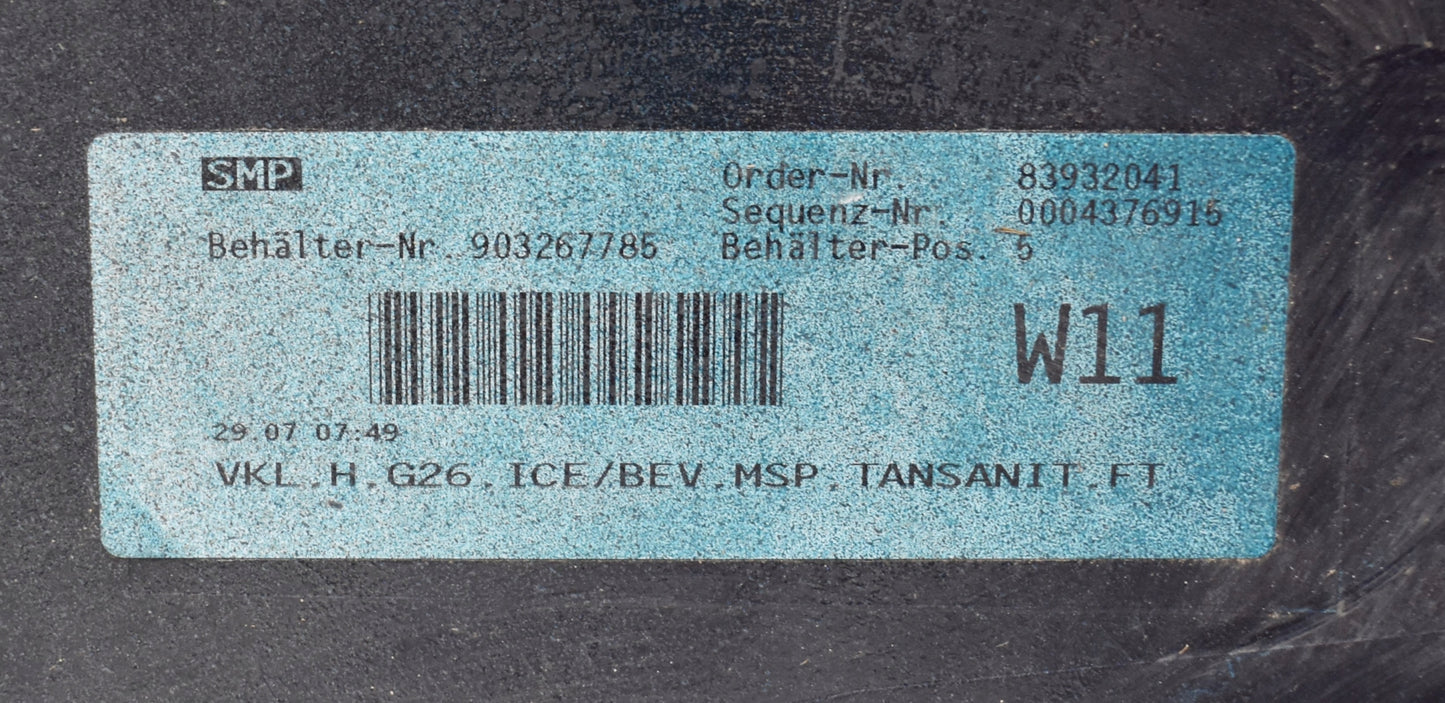 SMP Order-Nr. 83932041
Sequenz-Nr. 0004376915
Behälter-Nr. 903267785 Behälter-Pos. 5
W11
29.07 07:49
VKL.H.G26.ICE/BEV.MSP.TANSANIT.FT